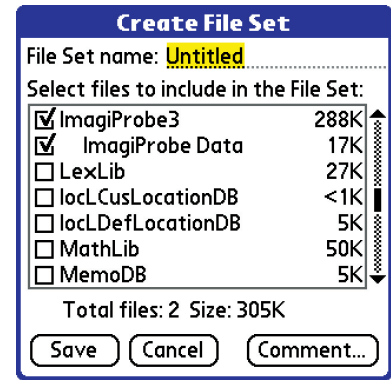 Create File Set
File Set name: Untitled
Select files to include in the File Set:
ImagiProbe3 288K
ImagiProbe Data 17K
LexLib 27K
locLCusLocationDB <1K
locLDefLocationDB 5K
MathLib 50K
MemoDB 5K
Total files: 2 Size: 305K
Save Cancel Comment...